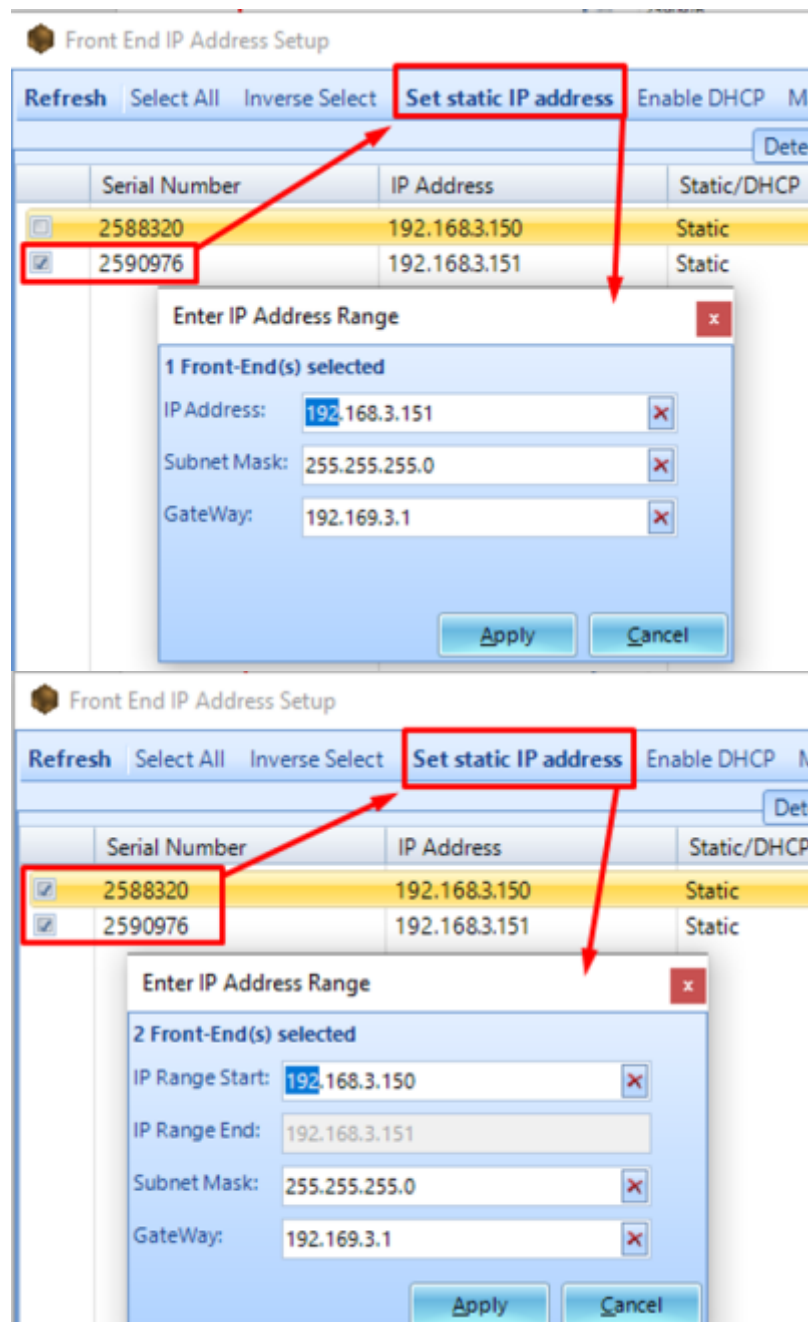 Front End IP Address Setup
Refresh Select All Inverse Select Set static IP address Enable DHCP M
Dete
Serial Number IP Address Static/DHCP
2588320 192.168.3.150 Static
2590976 192.168.3.151 Static
Enter IP Address Range
x
1 Front-End(s) selected
IP Address: 192.168.3.151
Subnet Mask: 255.255.255.0
GateWay: 192.169.3.1
Apply Cancel
Front End IP Address Setup
Refresh Select All Inverse Select Set static IP address Enable DHCP M
Det
Serial Number IP Address Static/DHCP
2588320 192.168.3.150 Static
2590976 192.168.3.151 Static
Enter IP Address Range
x
2 Front-End(s) selected
IP Range Start: 192.168.3.150
IP Range End: 192.168.3.151
Subnet Mask: 255.255.255.0
GateWay: 192.169.3.1
Apply Cancel